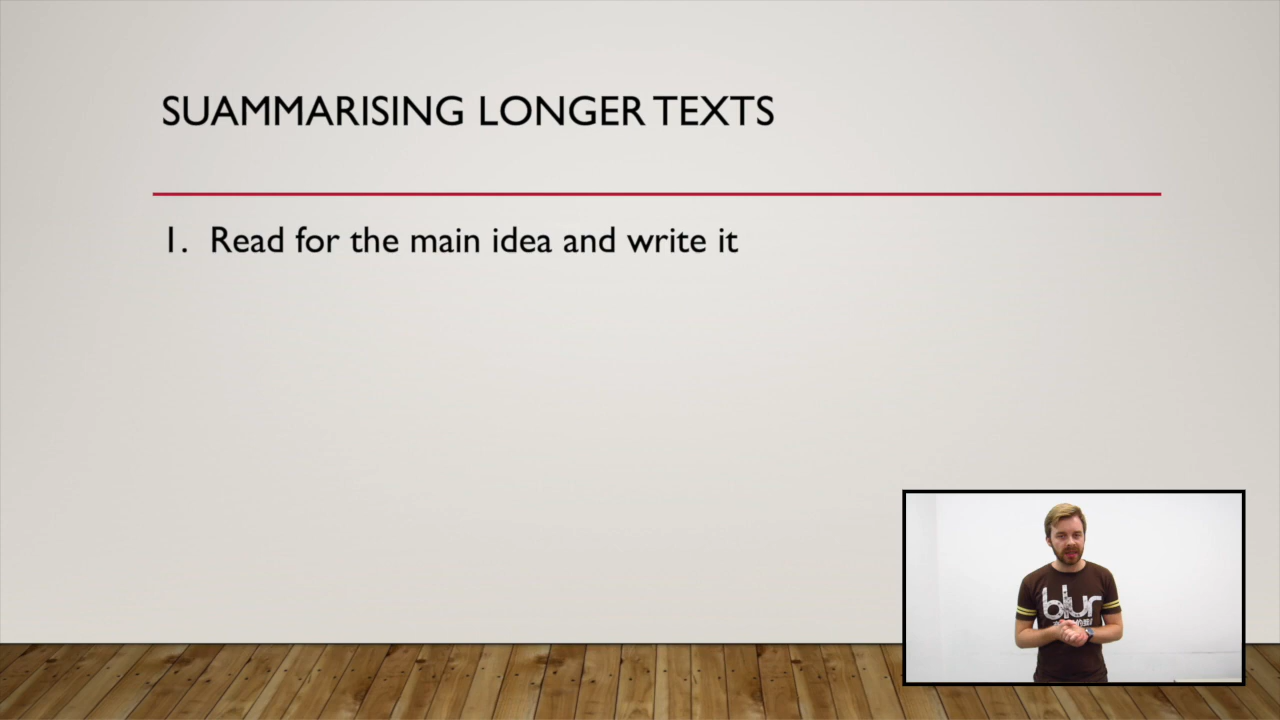 SUAMMARISING LONGER TEXTS
1. Read for the main idea and write it
blur